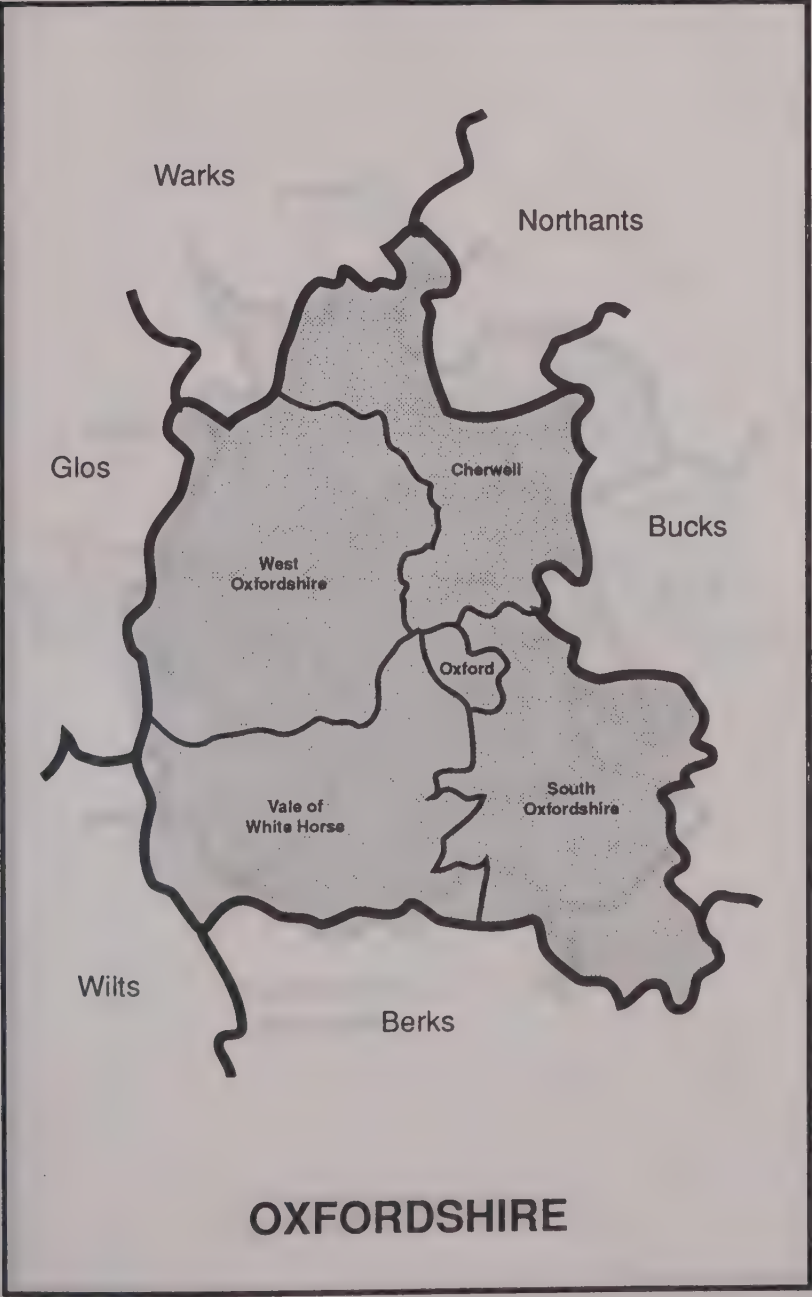 Warks
Northants
Glos
Cherwell
Bucks
West
Oxfordshire
Oxford
South
Oxfordshire
Vale of
White Horse
Wilts
Berks
OXFORDSHIRE